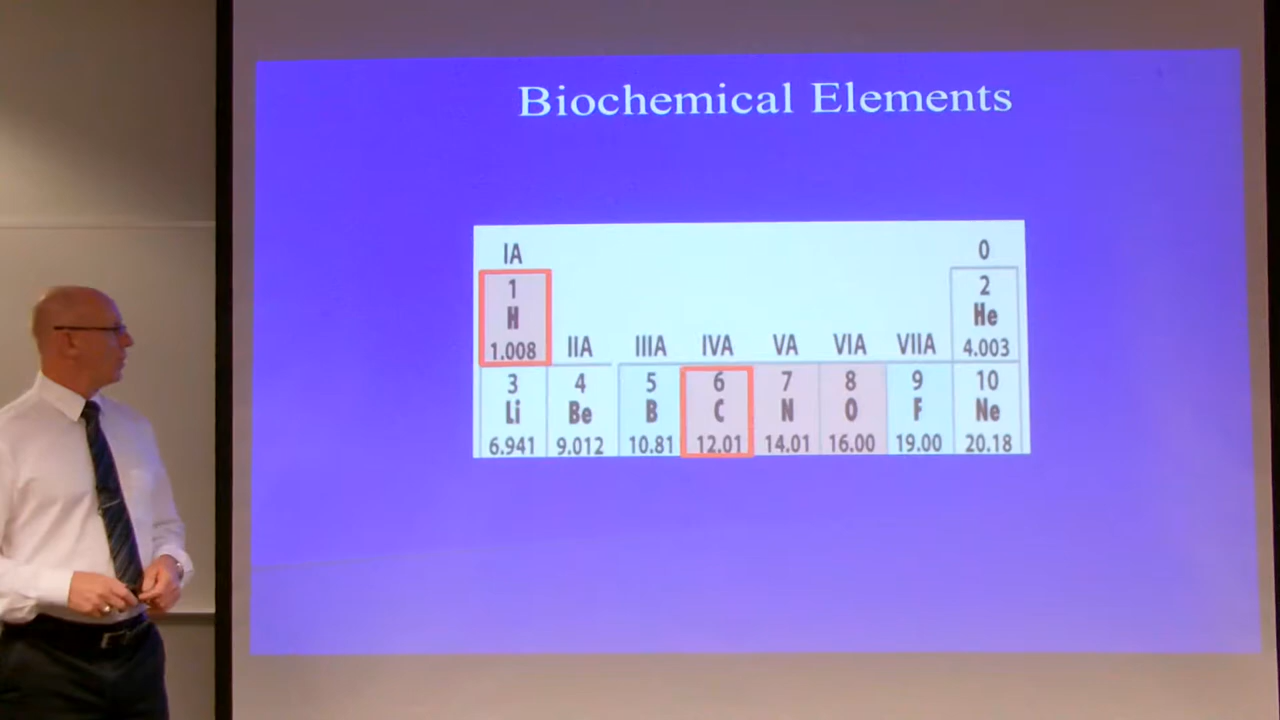 Biochemical Elements
IA 0
1 2
H He
1.008 IIA IIIA IVA VA VIA VIIA 4.003
3 4 5 6 7 8 9 10
Li Be B C N O F Ne
6.941 9.012 10.81 12.01 14.01 16.00 19.00 20.18